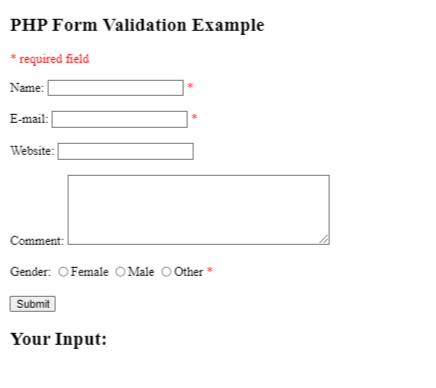 PHP Form Validation Example
* required field
Name: *
E-mail: *
Website:
Comment:
Gender: Female Male Other *
Submit
Your Input: